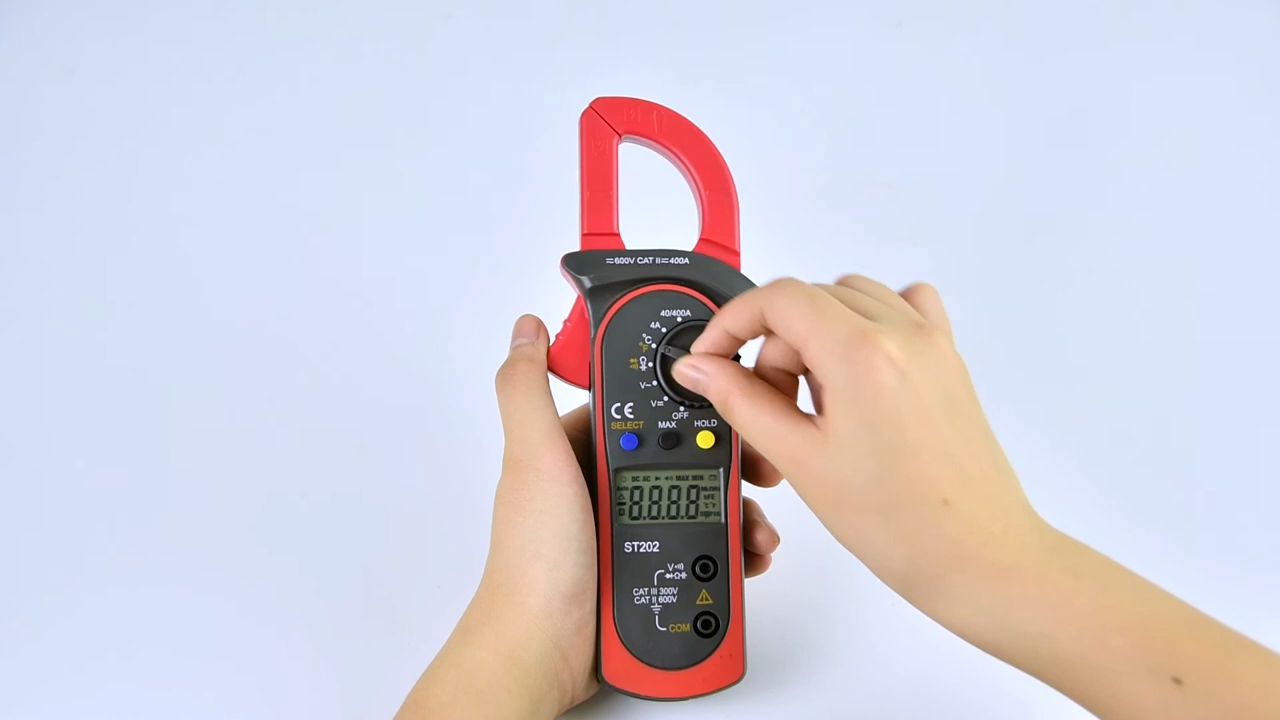 ≂600V CAT II≂400A
40/400A
4A
°C
°F
Ω
V~
V⎓
OFF
CE
SELECT
MAX
HOLD
DC AC MAX MIN
8.8.8.8
hFE
°C°F
ST202
V
Ω
CAT III 300V
CAT II 600V
COM